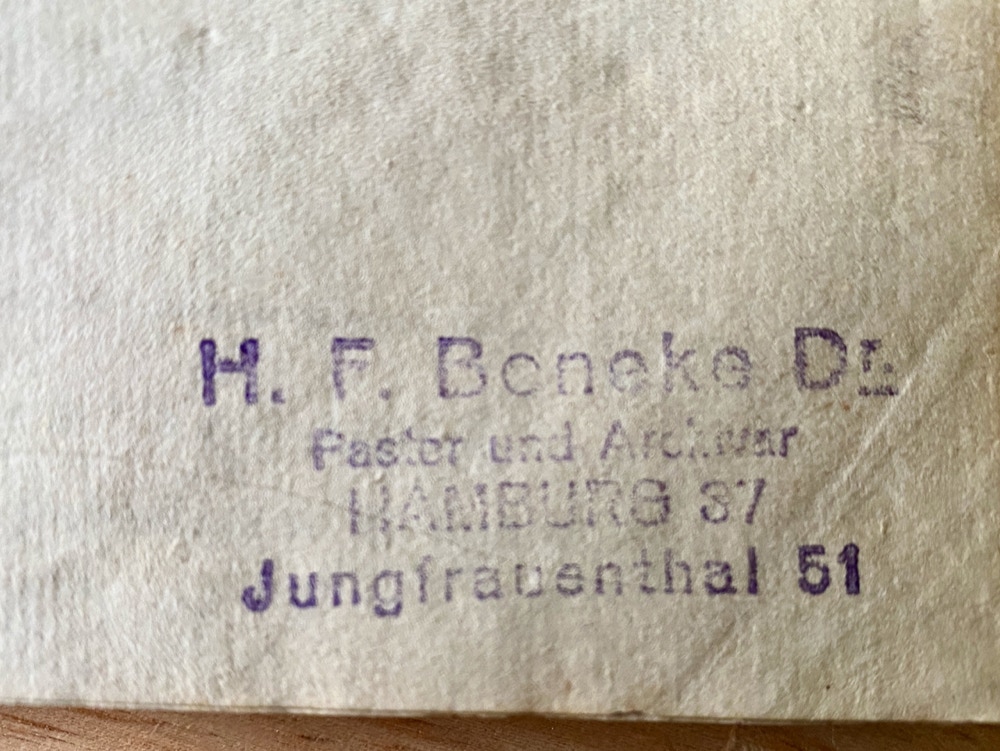 H. F. Beneke Dr.
Pastor und Archivar
HAMBURG 37
Jungfrauenthal 51